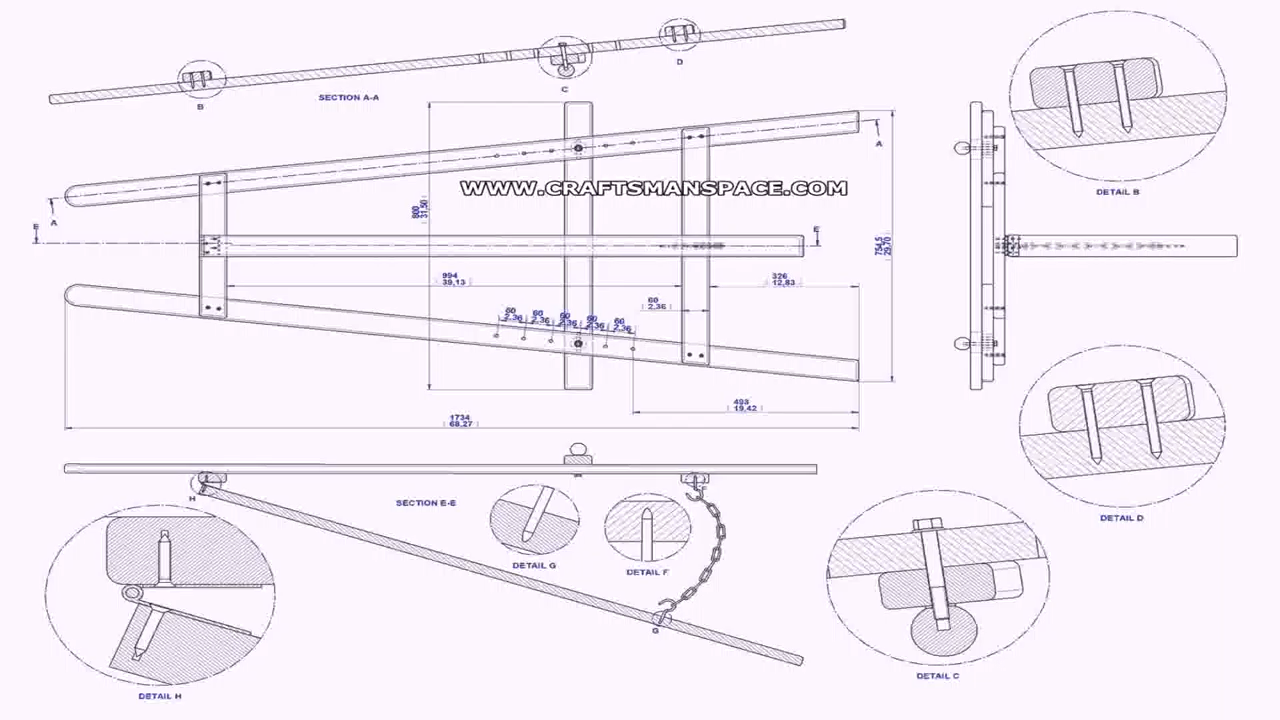 B
SECTION A-A
C
D
A
A
WWW.CRAFTSMANSPACE.COM
E
E
800
31,50
754,5
29,70
994
39,13
326
12,83
60
2,36
60
2,36
60
2,36
60
2,36
60
2,36
60
2,36
493
19,42
1734
68,27
H
F
G
SECTION E-E
DETAIL B
DETAIL D
DETAIL G
DETAIL F
DETAIL C
DETAIL H